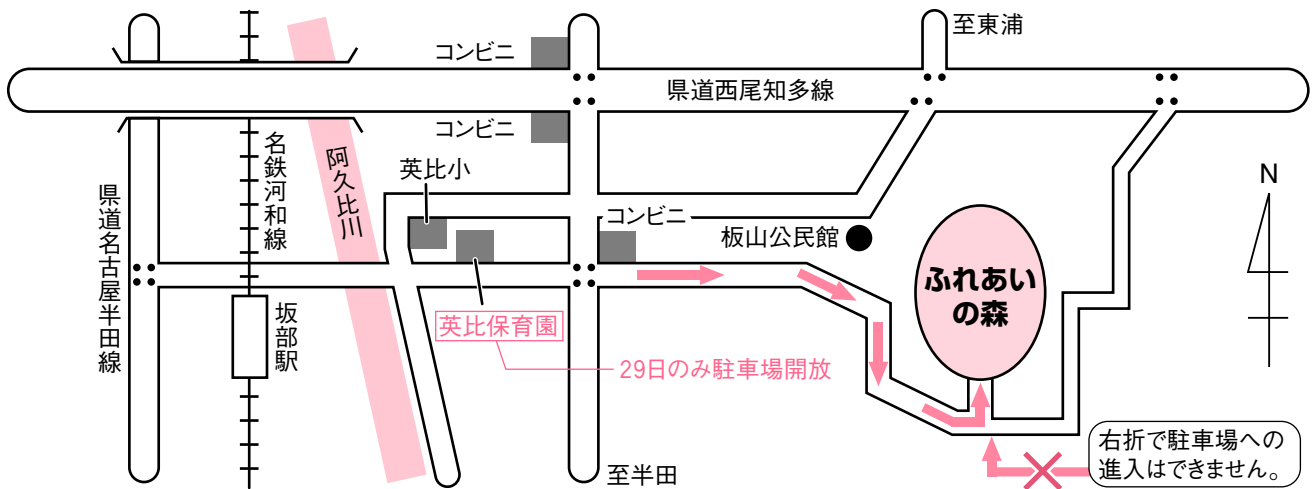 至東浦
コンビニ
県道西尾知多線
コンビニ
名鉄河和線
阿久比川
英比小
県道名古屋半田線
コンビニ
板山公民館
N
ふれあい
の森
坂部駅
英比保育園
29日のみ駐車場開放
右折で駐車場への
進入はできません。
至半田